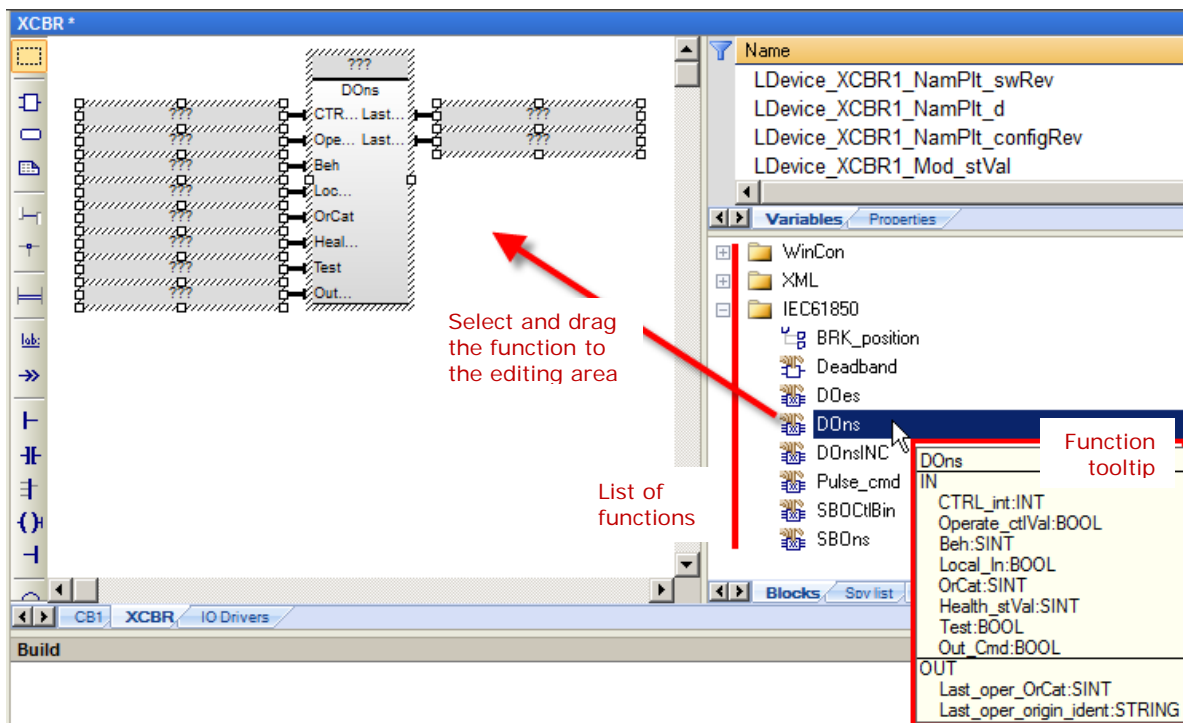 XCBR *
???
DOns
CTR... Last...
Ope... Last...
Beh
Loc...
OrCat
Heal...
Test
Out...
???
???
???
???
???
???
???
???
???
???
Select and drag
the function to
the editing area
Name
LDevice_XCBR1_NamPlt_swRev
LDevice_XCBR1_NamPlt_d
LDevice_XCBR1_NamPlt_configRev
LDevice_XCBR1_Mod_stVal
Variables Properties
WinCon
XML
IEC61850
BRK_position
Deadband
DOes
DOns
DOnsINC
Pulse_cmd
SBOCtlBin
SBOns
List of
functions
Function
tooltip
DOns
IN
CTRL_int:INT
Operate_ctlVal:BOOL
Beh:SINT
Local_In:BOOL
OrCat:SINT
Health_stVal:SINT
Test:BOOL
Out_Cmd:BOOL
OUT
Last_oper_OrCat:SINT
Last_oper_origin_ident:STRING
Blocks Spy list
lab:
CB1 XCBR IO Drivers
Build